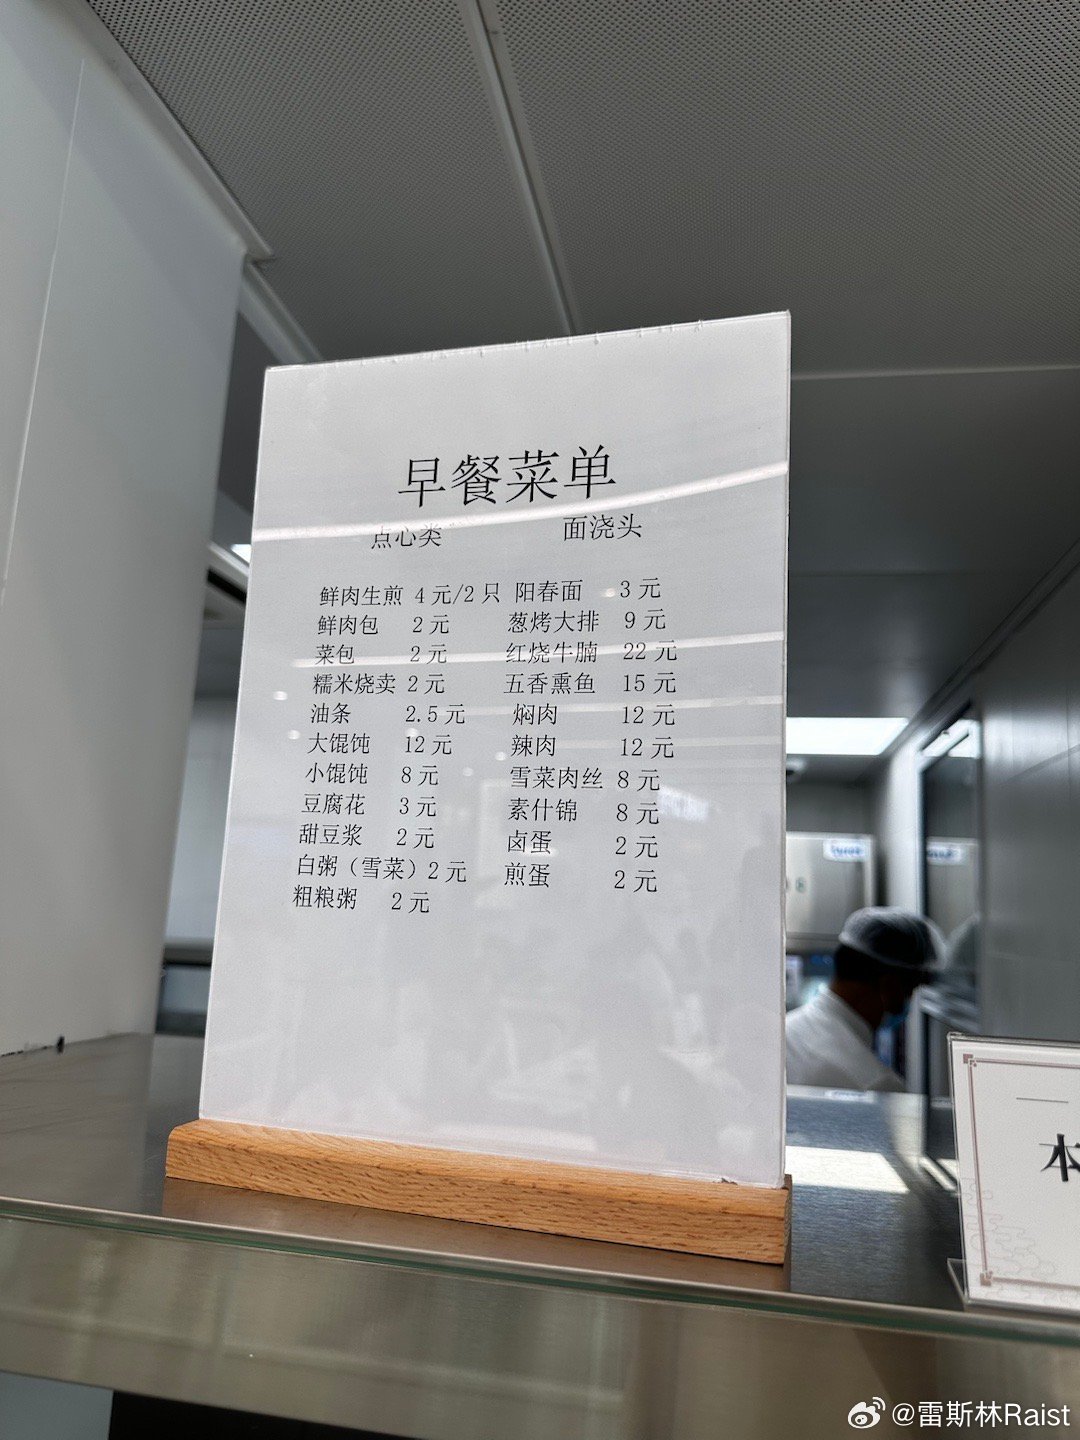 早餐菜单
点心类 面浇头
鲜肉生煎 4元/2只 阳春面 3元
鲜肉包 2元 葱烤大排 9元
菜包 2元 红烧牛腩 22元
糯米烧卖 2元 五香熏鱼 15元
油条 2.5元 焖肉 12元
大馄饨 12元 辣肉 12元
小馄饨 8元 雪菜肉丝 8元
豆腐花 3元 素什锦 8元
甜豆浆 2元 卤蛋 2元
白粥（雪菜）2元 煎蛋 2元
粗粮粥 2元
本
@雷斯林Raist